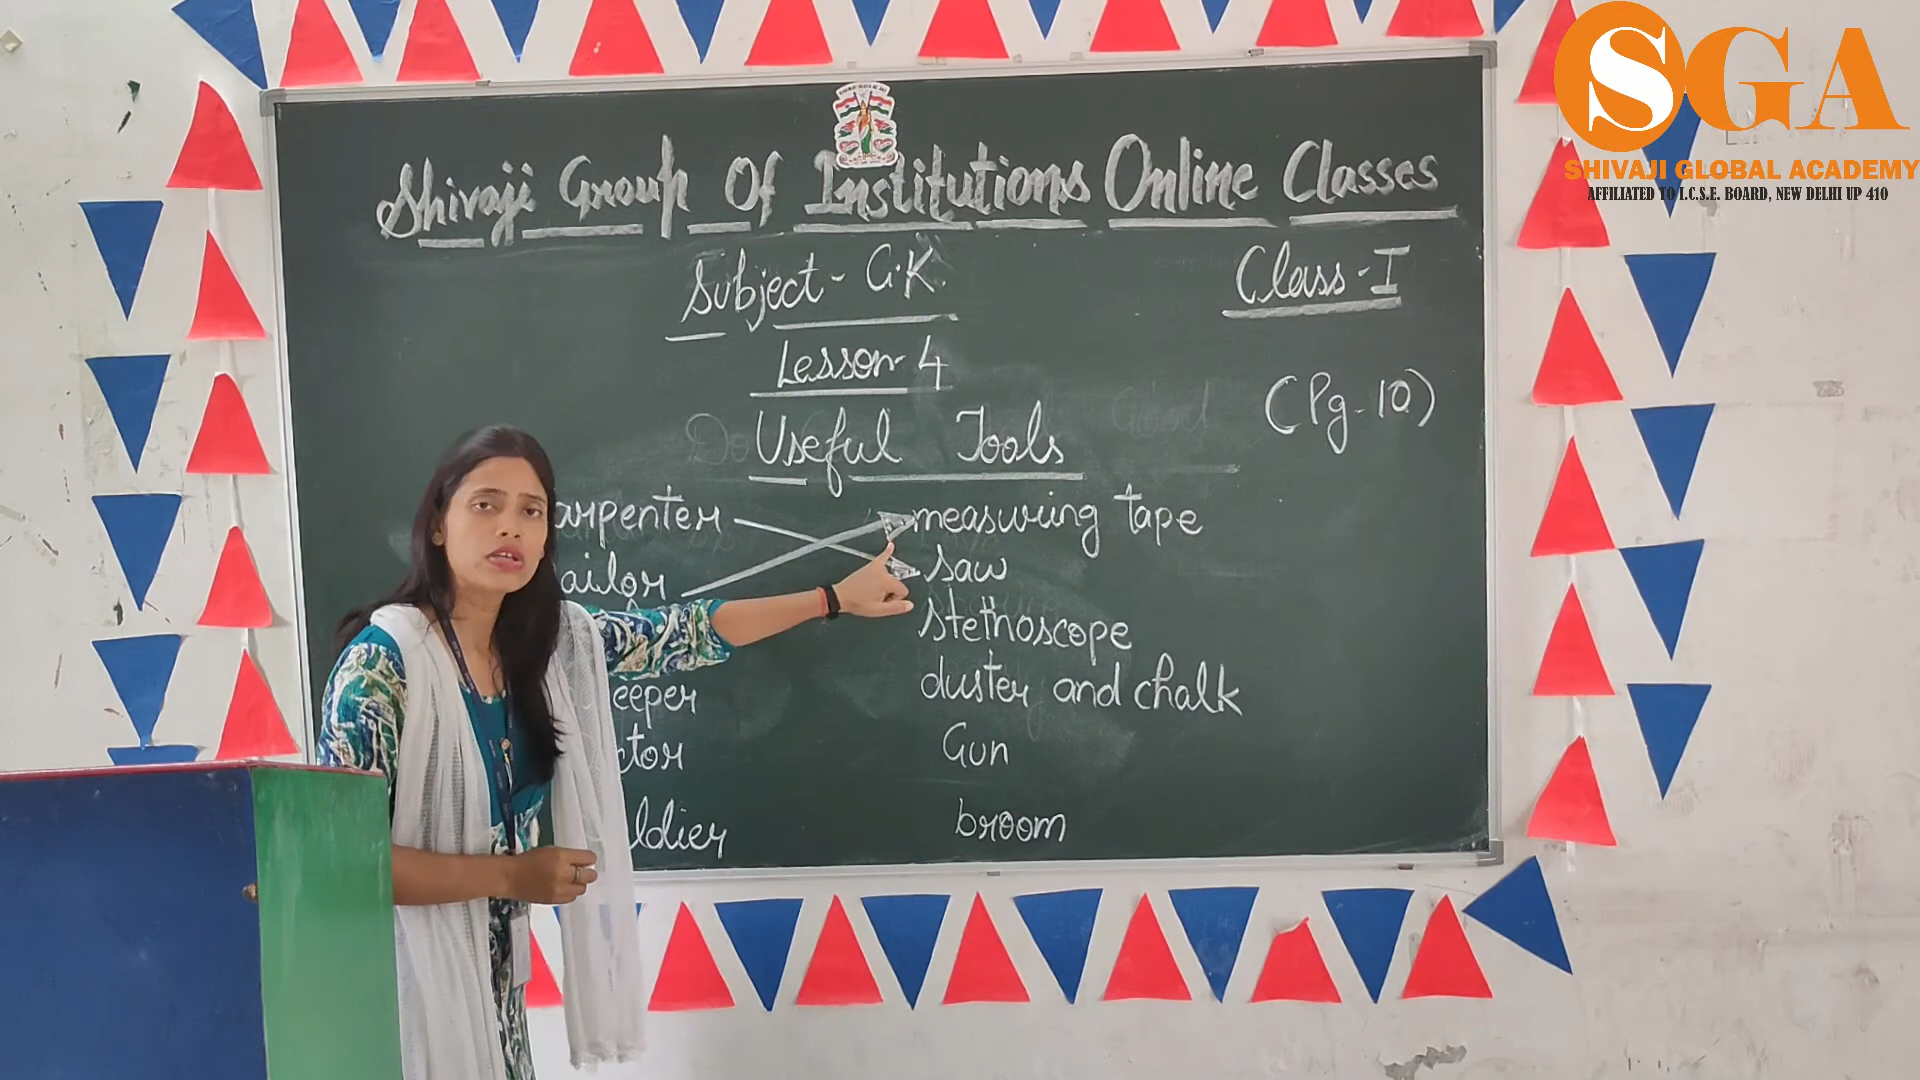 SGA
SHIVAJI GLOBAL ACADEMY
AFFILIATED TO I.C.S.E. BOARD, NEW DELHI UP 410
Shivaji Group Of Institutions Online Classes
Subject - G.K. Class - I
Lesson - 4
(Pg - 10)
Useful Tools
arpenter measuring tape
ailor saw
stethoscope
eeper duster and chalk
ctor Gun
ldier broom